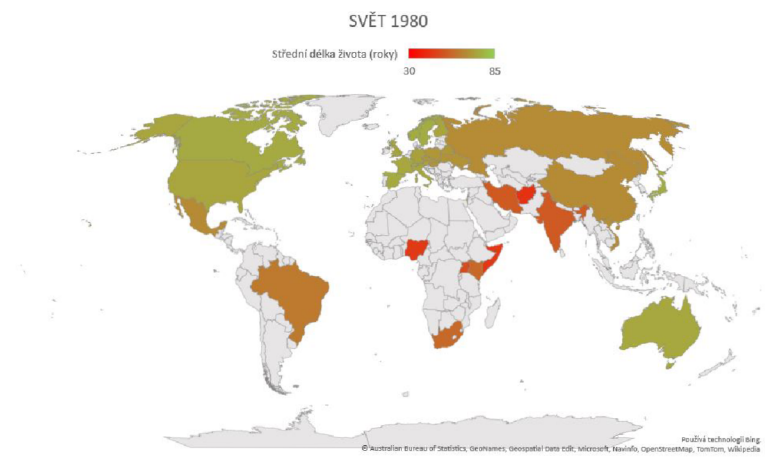 SVĚT 1980
Střední délka života (roky)
30 85
Používá technologii Bing.
© Australian Bureau of Statistics, GeoNames, Geospatial Data Edit, Microsoft, Navinfo, OpenStreetMap, TomTom, Wikipedia